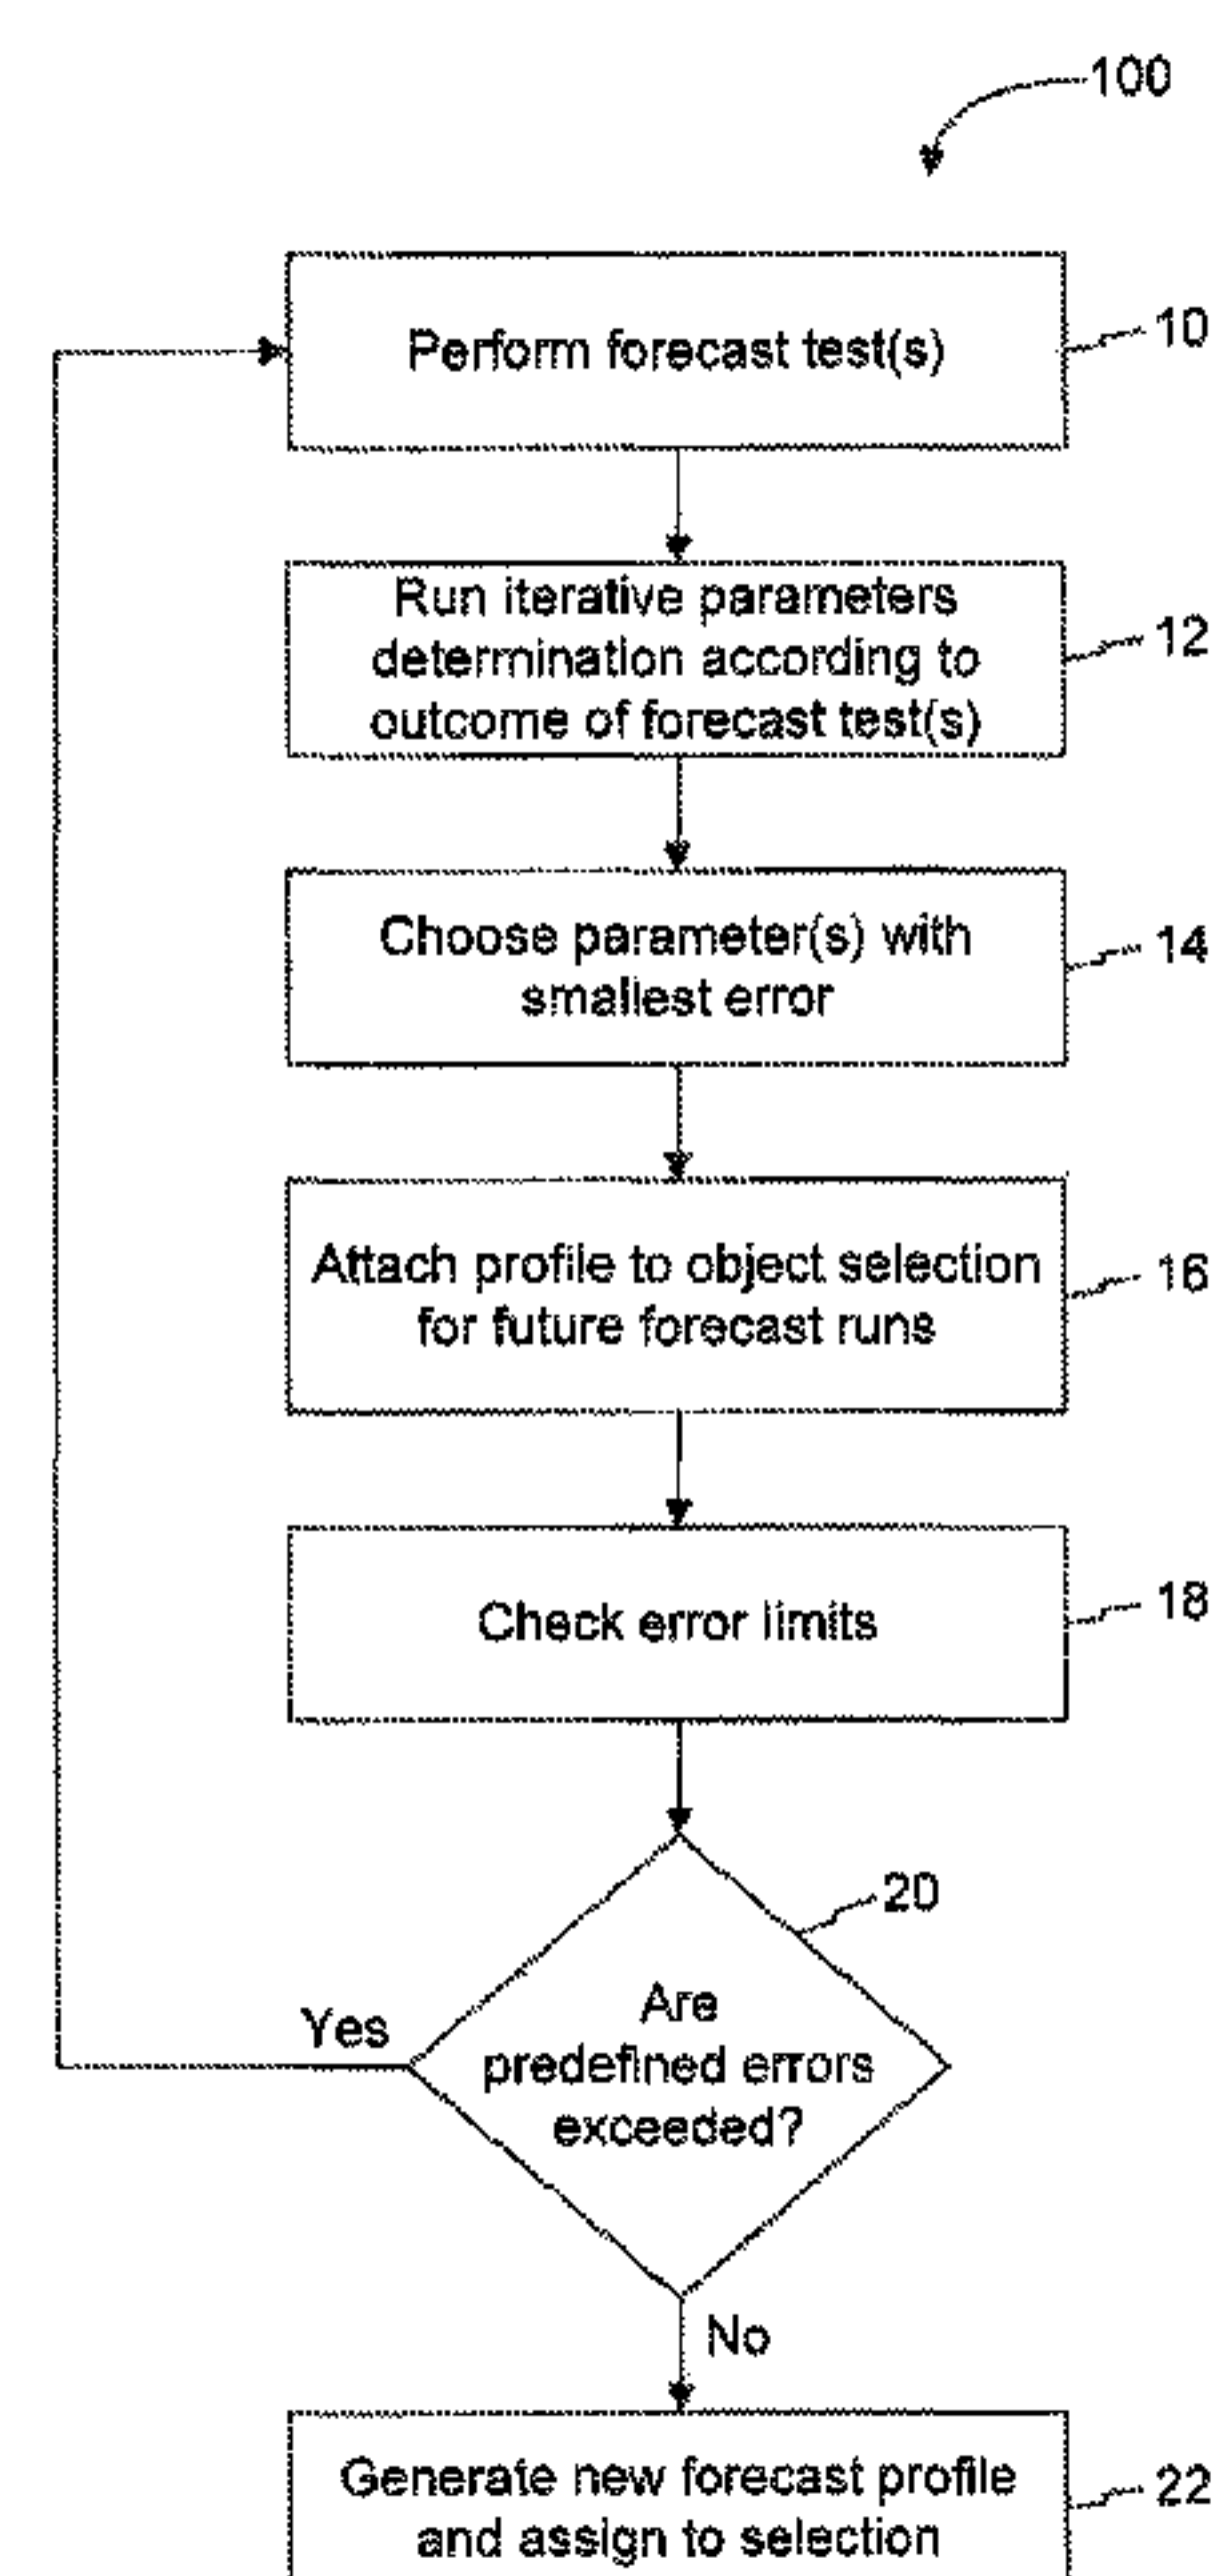 100
Perform forecast test(s)
10
Run iterative parameters
determination according to
outcome of forecast test(s)
12
Choose parameter(s) with
smallest error
14
Attach profile to object selection
for future forecast runs
16
Check error limits
18
20
Are
predefined errors
exceeded?
Yes
No
Generate new forecast profile
and assign to selection
22